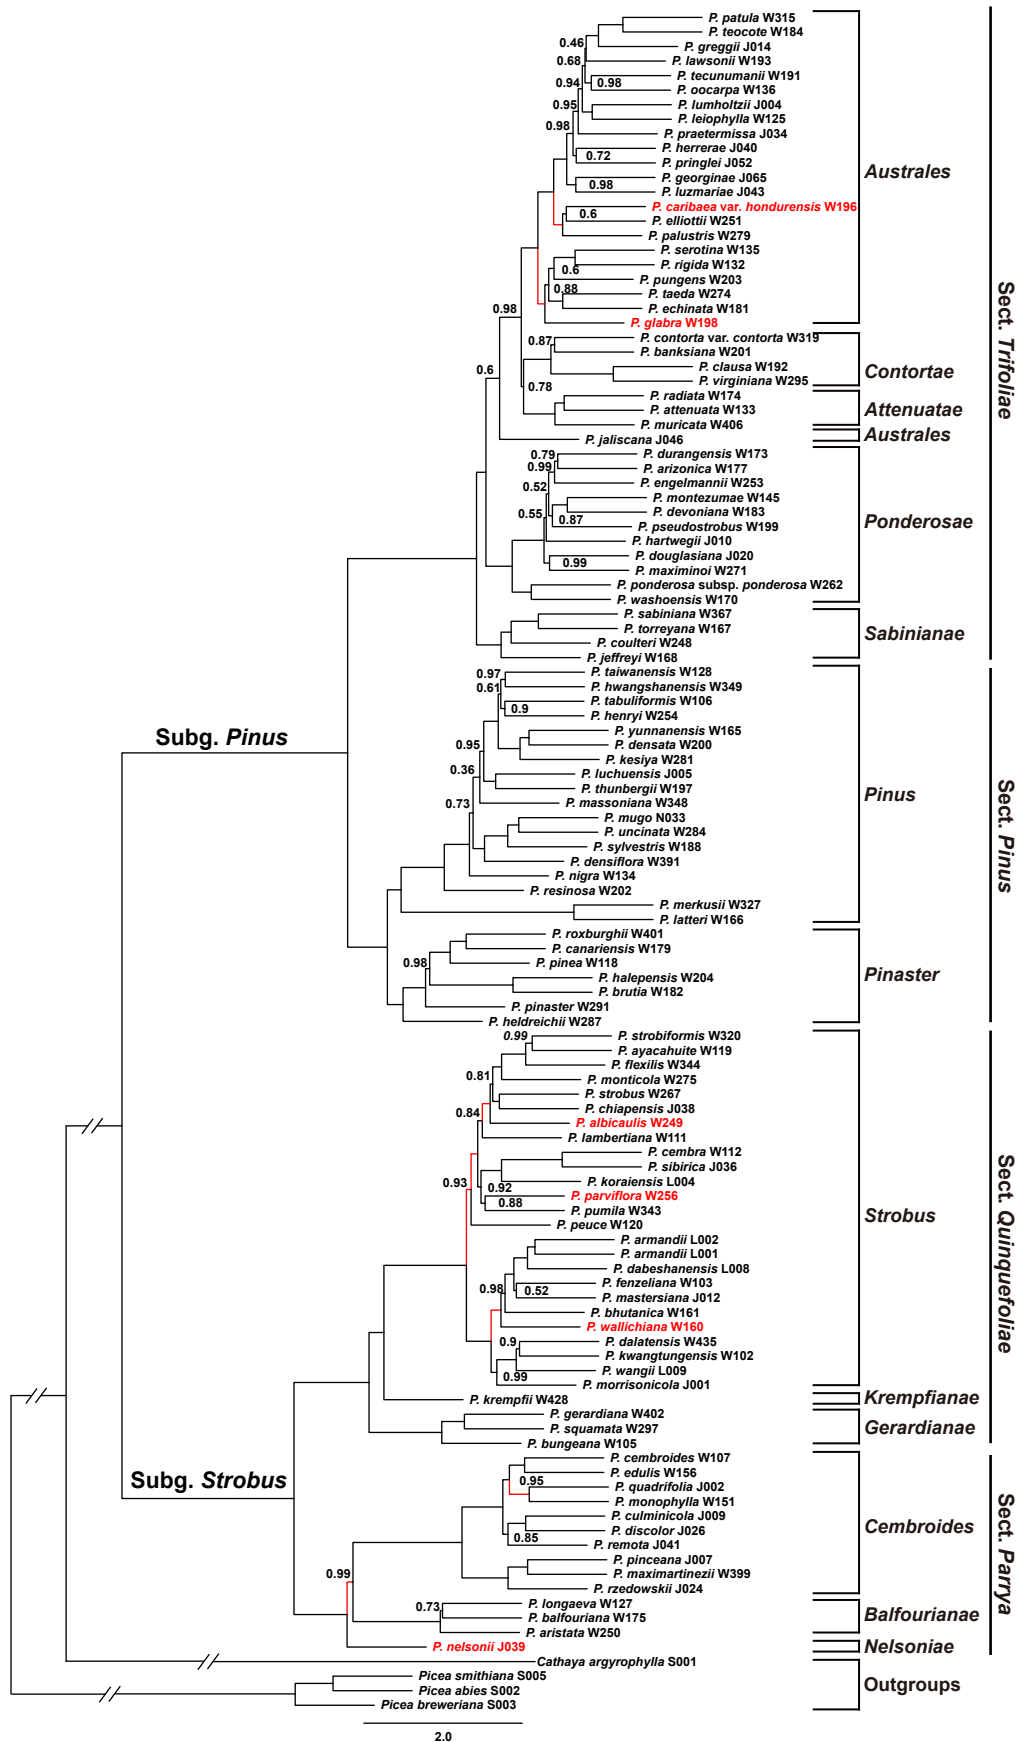 P. patula W315
P. teocote W184
0.46
P. greggii J014
0.68
P. lawsonii W193
P. tecunumanii W191
0.94
0.98
P. oocarpa W136
0.95
P. lumholtzii J004
P. leiophylla W125
0.98
P. praetermissa J034
P. herrerae J040
0.72
P. pringlei J052
Australes
P. georginae J065
0.98
P. luzmariae J043
P. caribaea var. hondurensis W196
0.6
P. elliottii W251
P. palustris W279
P. serotina W135
0.6
P. rigida W132
P. pungens W203
0.88
P. taeda W274
P. echinata W181
0.98
P. glabra W198
Sect. Trifoliae
0.87
P. contorta var. contorta W319
P. banksiana W201
0.6
P. clausa W192
Contortae
P. virginiana W295
0.78
P. radiata W174
P. attenuata W133
Attenuatae
P. muricata W406
P. jaliscana J046
Australes
0.79
P. durangensis W173
0.99
P. arizonica W177
P. engelmannii W253
0.52
P. montezumae W145
0.55
P. devoniana W183
0.87
P. pseudostrobus W199
Ponderosae
P. hartwegii J010
P. douglasiana J020
0.99
P. maximinoi W271
P. ponderosa subsp. ponderosa W262
P. washoensis W170
P. sabiniana W367
P. torreyana W167
Sabinianae
P. coulteri W248
P. jeffreyi W168
0.97
P. taiwanensis W128
0.61
P. hwangshanensis W349
P. tabuliformis W106
0.9
P. henryi W254
Subg. Pinus
P. yunnanensis W165
0.95
P. densata W200
P. kesiya W281
0.36
P. luchuensis J005
P. thunbergii W197
Pinus
0.73
P. massoniana W348
P. mugo N033
P. uncinata W284
Sect. Pinus
P. sylvestris W188
P. densiflora W391
P. nigra W134
P. resinosa W202
P. merkusii W327
P. latteri W166
P. roxburghii W401
P. canariensis W179
0.98
P. pinea W118
Pinaster
P. halepensis W204
P. brutia W182
P. pinaster W291
P. heldreichii W287
0.99
P. strobiformis W320
P. ayacahuite W119
P. flexilis W344
0.81
P. monticola W275
P. strobus W267
0.84
P. chiapensis J038
P. albicaulis W249
P. lambertiana W111
P. cembra W112
P. sibirica J036
0.93
0.92
P. koraiensis L004
P. parviflora W256
0.88
P. pumila W343
Strobus
P. peuce W120
P. armandii L002
P. armandii L001
P. dabeshanensis L008
0.98
P. fenzeliana W103
0.52
P. mastersiana J012
P. bhutanica W161
P. wallichiana W160
Sect. Quinquefoliae
0.9
P. dalatensis W435
P. kwangtungensis W102
P. wangii L009
0.99
P. morrisonicola J001
P. krempfii W428
Krempfianae
P. gerardiana W402
P. squamata W297
Gerardianae
P. bungeana W105
Subg. Strobus
P. cembroides W107
P. edulis W156
0.95
P. quadrifolia J002
P. monophylla W151
P. culminicola J009
P. discolor J026
Cembroides
0.85
P. remota J041
P. pinceana J007
0.99
P. maximartinezii W399
P. rzedowskii J024
Sect. Parrya
0.73
P. longaeva W127
P. balfouriana W175
Balfourianae
P. aristata W250
P. nelsonii J039
Nelsoniae
Cathaya argyrophylla S001
Picea smithiana S005
Picea abies S002
Outgroups
Picea breweriana S003
2.0